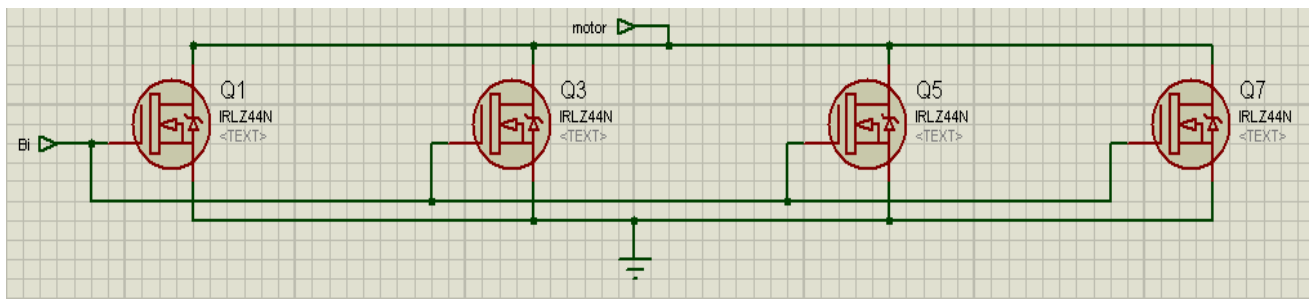 motor
Q1
IRLZ44N
<TEXT>
Q3
IRLZ44N
<TEXT>
Q5
IRLZ44N
<TEXT>
Q7
IRLZ44N
<TEXT>
Bi